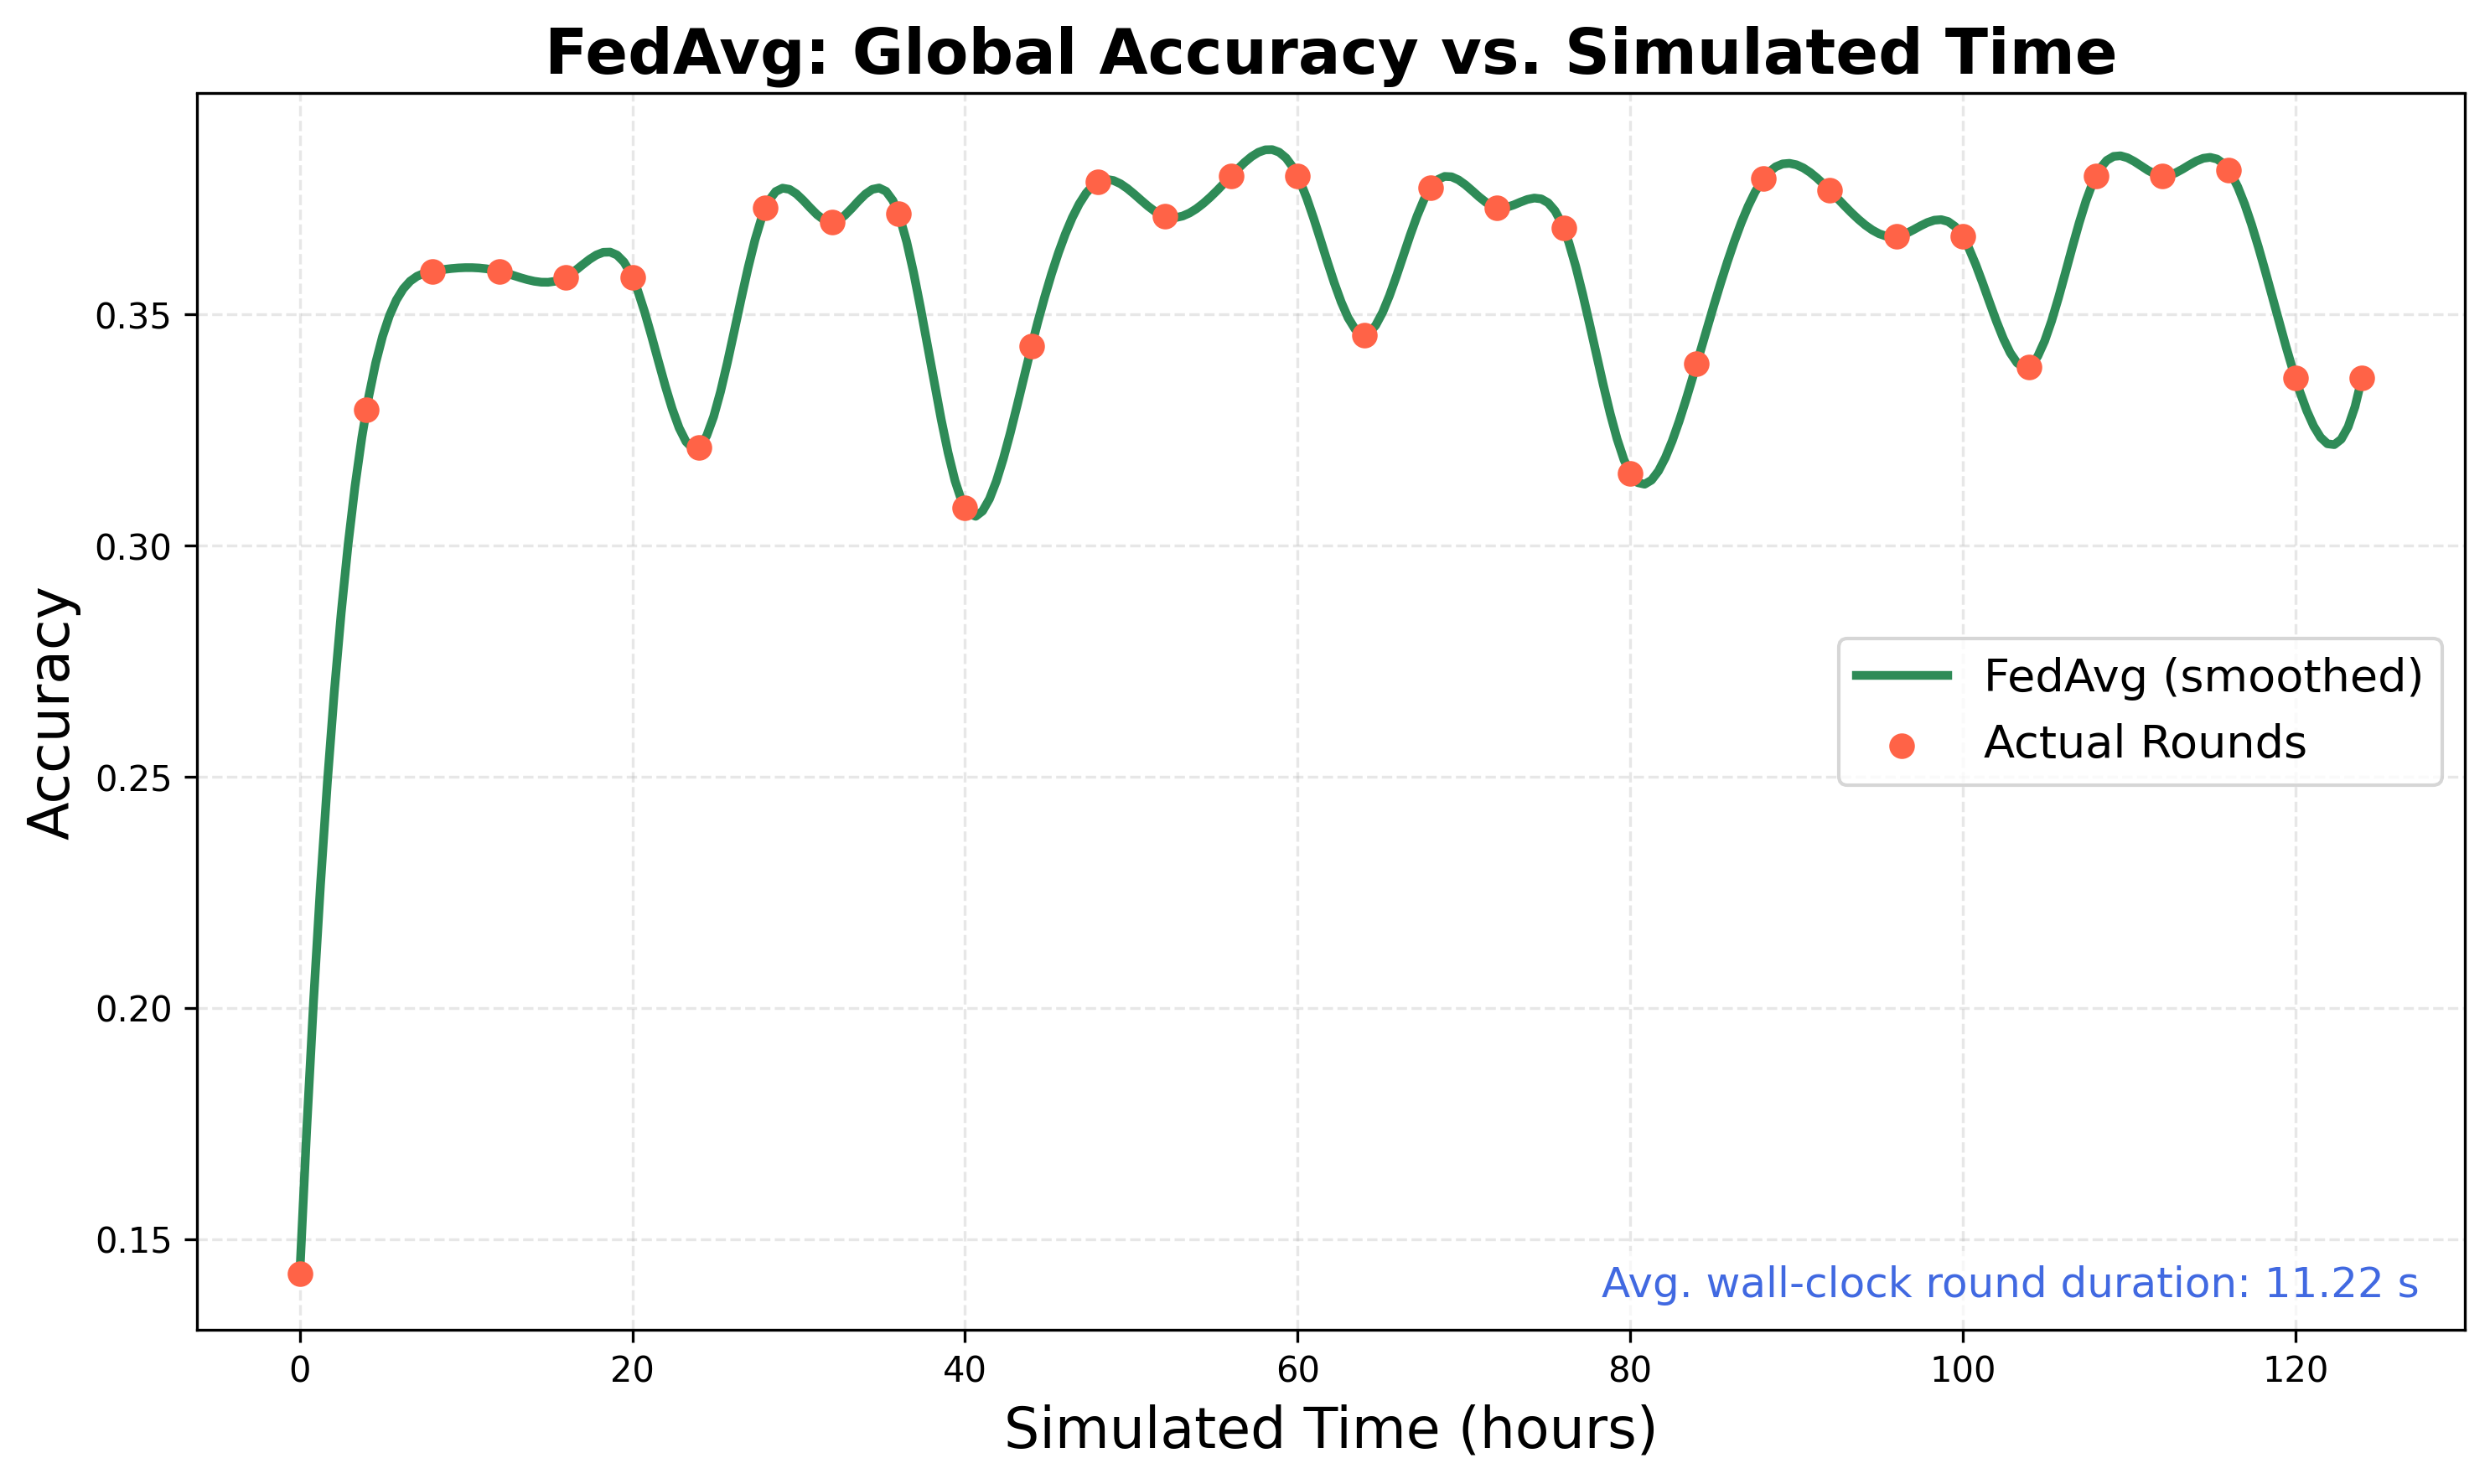 FedAvg: Global Accuracy vs. Simulated Time
Accuracy
0.35
0.30
0.25
0.20
0.15
FedAvg (smoothed)
Actual Rounds
Avg. wall-clock round duration: 11.22 s
0 20 40 60 80 100 120
Simulated Time (hours)